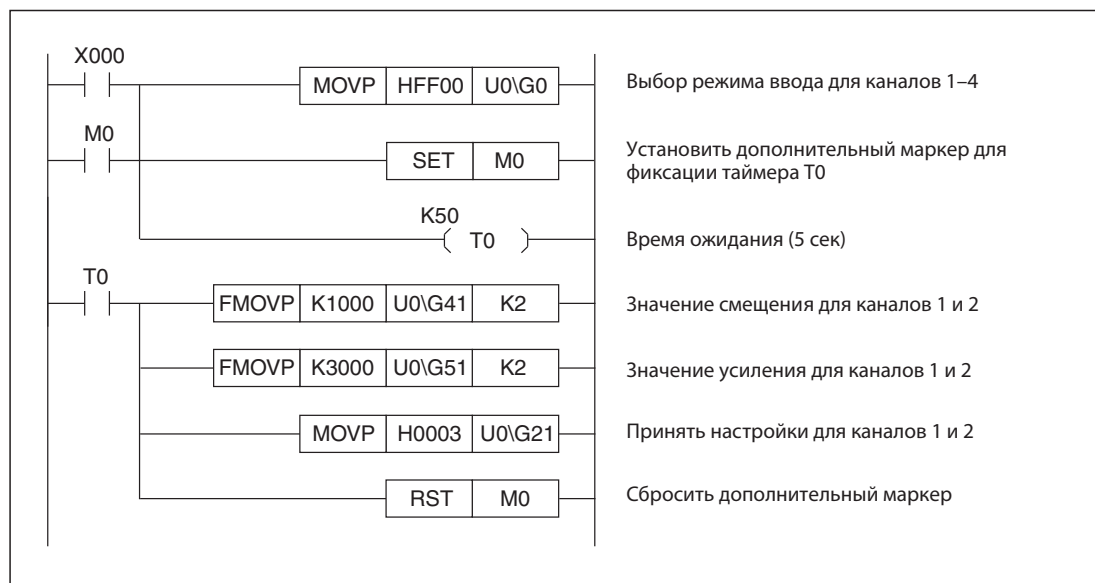 X000
MOVP HFF00 U0\G0
Выбор режима ввода для каналов 1–4
M0
SET M0
Установить дополнительный маркер для
фиксации таймера T0
K50
T0
Время ожидания (5 сек)
T0
FMOVP K1000 U0\G41 K2
Значение смещения для каналов 1 и 2
FMOVP K3000 U0\G51 K2
Значение усиления для каналов 1 и 2
MOVP H0003 U0\G21
Принять настройки для каналов 1 и 2
RST M0
Сбросить дополнительный маркер